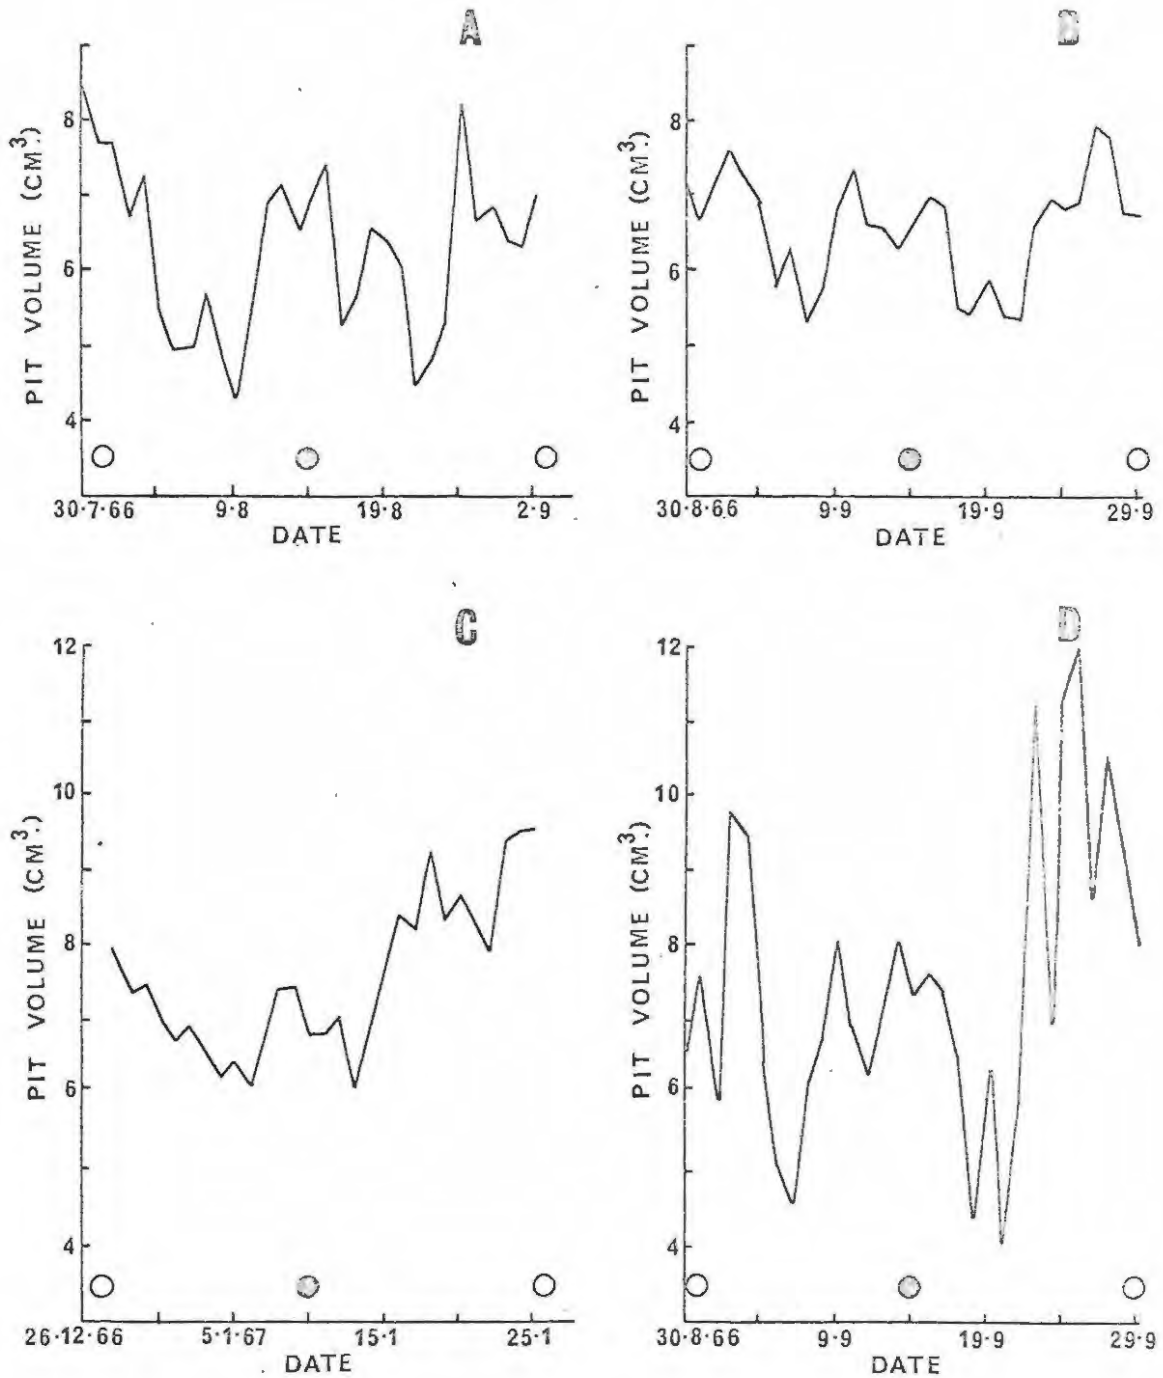 A
PIT VOLUME (CM³.)
8
6
4
30·7·66 9·8 19·8 2·9
DATE
B
PIT VOLUME (CM³.)
8
6
4
30·8·66 9·9 19·9 29·9
DATE
C
PIT VOLUME (CM³.)
12
10
8
6
4
26·12·66 5·1·67 15·1 25·1
DATE
D
PIT VOLUME (CM³.)
12
10
8
6
4
30·8·66 9·9 19·9 29·9
DATE